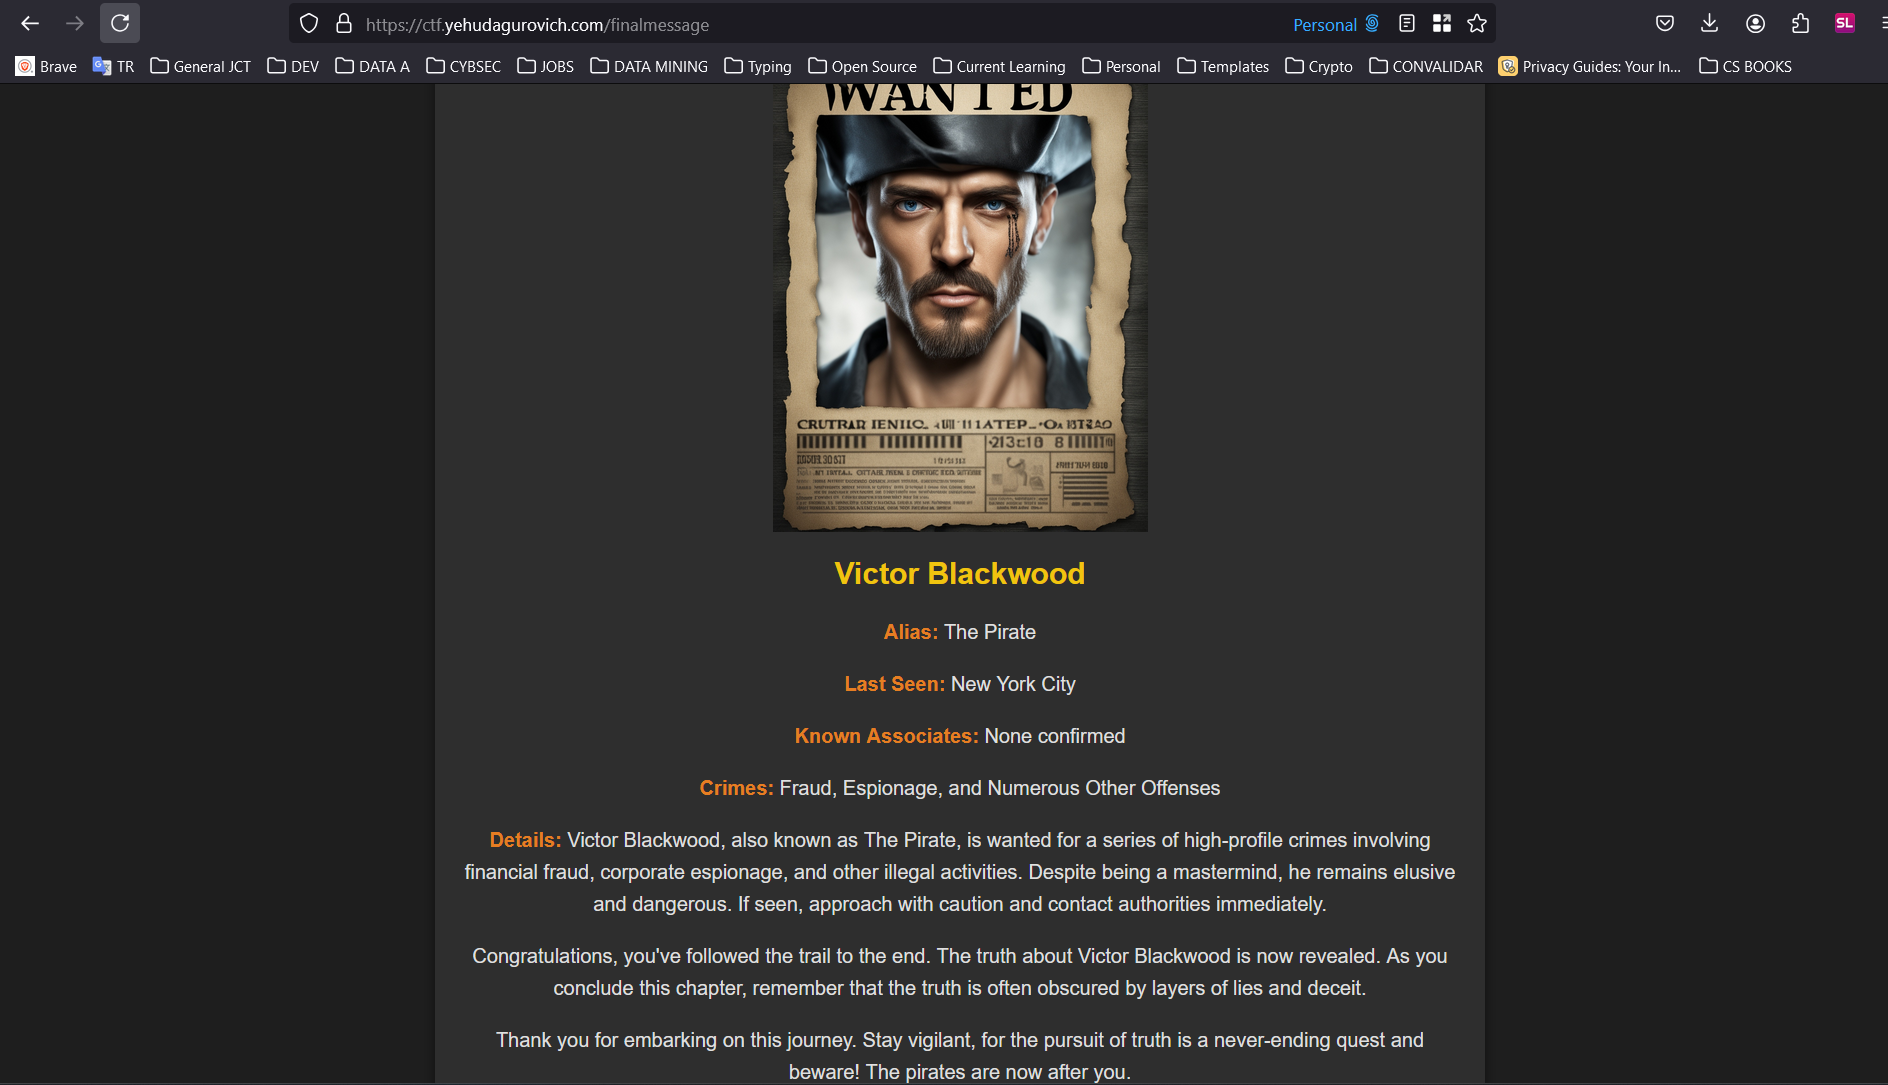 https://ctf.yehudagurovich.com/finalmessage
Personal
SL
Brave
TR
General JCT
DEV
DATA A
CYBSEC
JOBS
DATA MINING
Typing
Open Source
Current Learning
Personal
Templates
Crypto
CONVALIDAR
Privacy Guides: Your In...
CS BOOKS
WANTED
Victor Blackwood
Alias: The Pirate
Last Seen: New York City
Known Associates: None confirmed
Crimes: Fraud, Espionage, and Numerous Other Offenses
Details: Victor Blackwood, also known as The Pirate, is wanted for a series of high-profile crimes involving
financial fraud, corporate espionage, and other illegal activities. Despite being a mastermind, he remains elusive
and dangerous. If seen, approach with caution and contact authorities immediately.
Congratulations, you've followed the trail to the end. The truth about Victor Blackwood is now revealed. As you
conclude this chapter, remember that the truth is often obscured by layers of lies and deceit.
Thank you for embarking on this journey. Stay vigilant, for the pursuit of truth is a never-ending quest and
beware! The pirates are now after you.